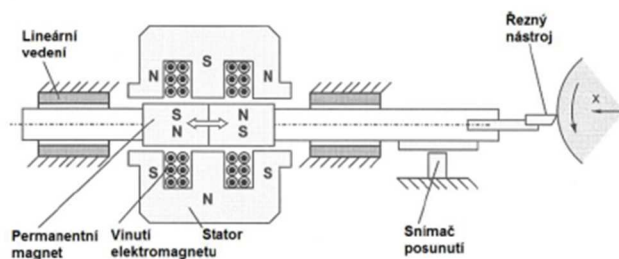 Lineární
vedení
Řezný
nástroj
N
S
N
S
N
N
S
x
S
N
S
Permanentní
magnet
Vinutí
elektromagnetu
Stator
Snímač
posunutí